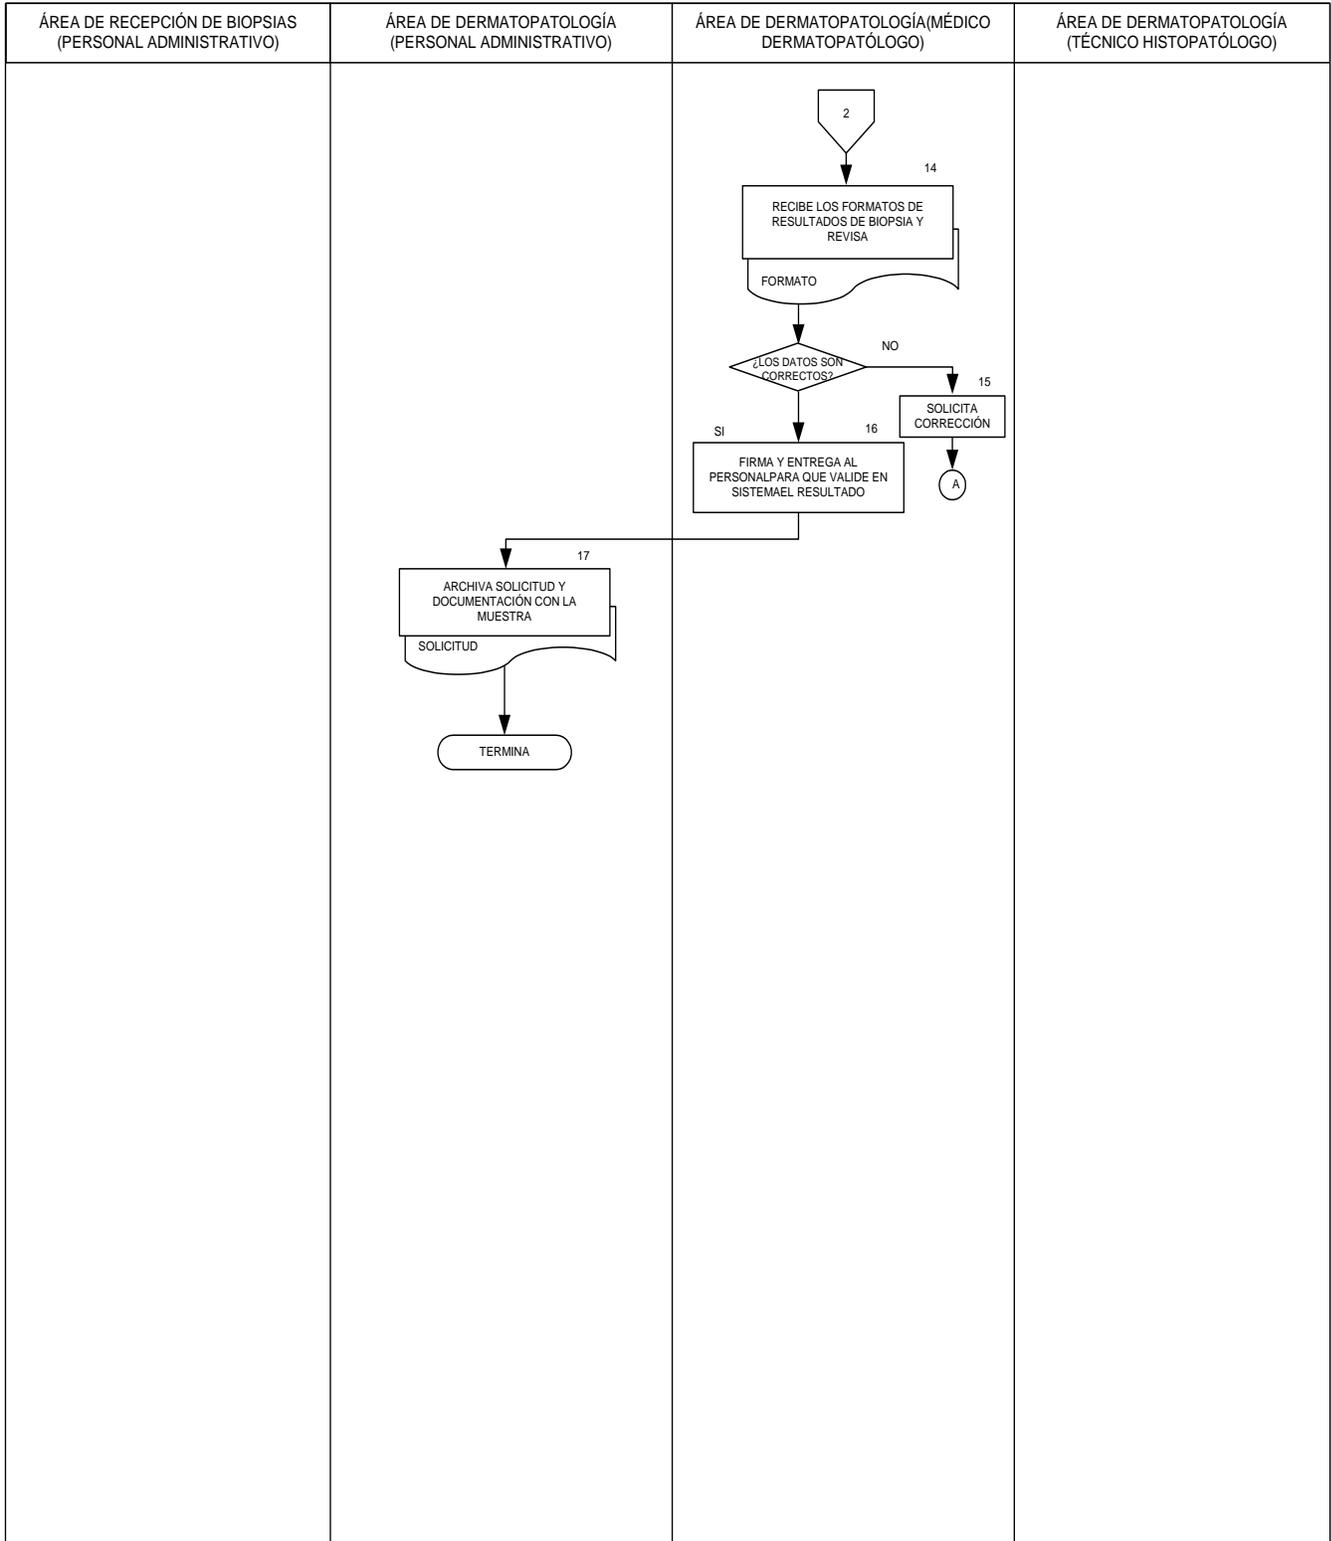 ÁREA DE RECEPCIÓN DE BIOPSIAS
(PERSONAL ADMINISTRATIVO)
ÁREA DE DERMATOPATOLOGÍA
(PERSONAL ADMINISTRATIVO)
ÁREA DE DERMATOPATOLOGÍA(MÉDICO
DERMATOPATÓLOGO)
ÁREA DE DERMATOPATOLOGÍA
(TÉCNICO HISTOPATÓLOGO)
2
14
RECIBE LOS FORMATOS DE
RESULTADOS DE BIOPSIA Y
REVISA
FORMATO
¿LOS DATOS SON
CORRECTOS?
NO
15
SOLICITA
CORRECCIÓN
A
SI
16
FIRMA Y ENTREGA AL
PERSONALPARA QUE VALIDE EN
SISTEMAEL RESULTADO
17
ARCHIVA SOLICITUD Y
DOCUMENTACIÓN CON LA
MUESTRA
SOLICITUD
TERMINA